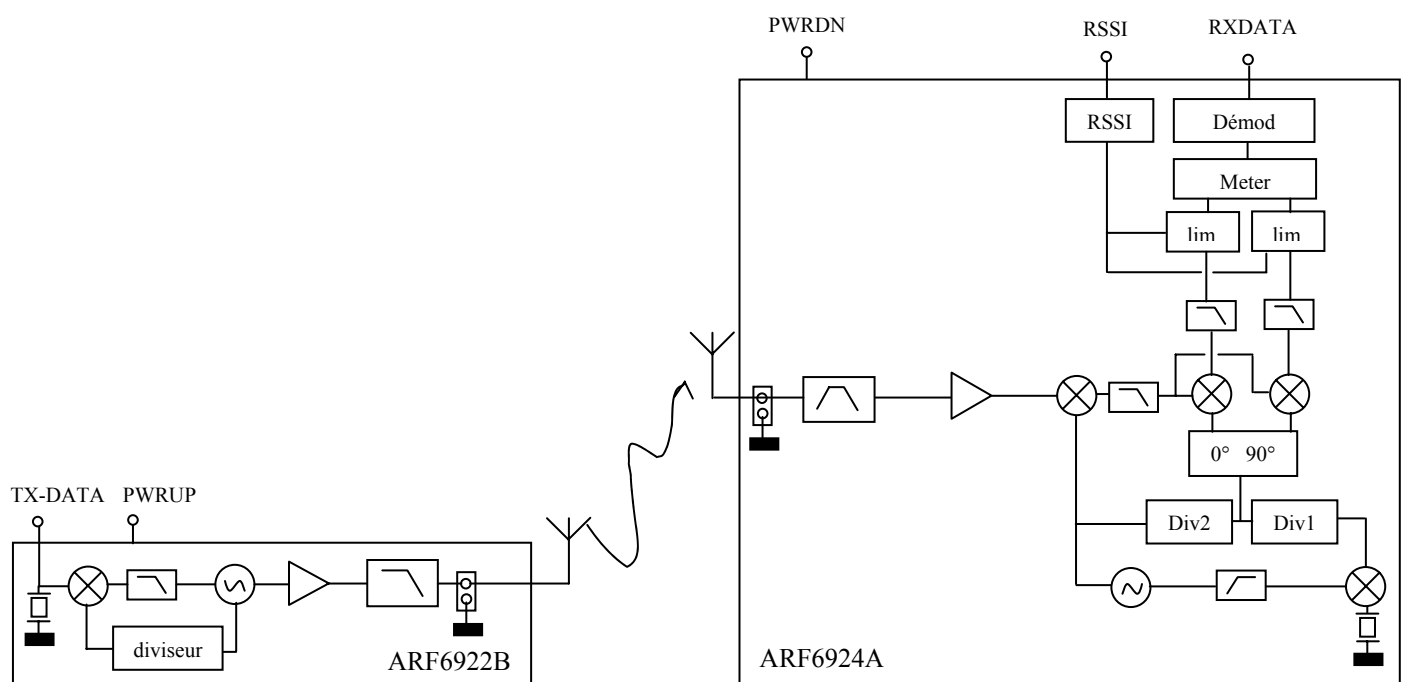 PWRDN
RSSI
RXDATA
RSSI
Démod
Meter
lim
lim
0° 90°
TX-DATA
PWRUP
Div2
Div1
diviseur
ARF6922B
ARF6924A